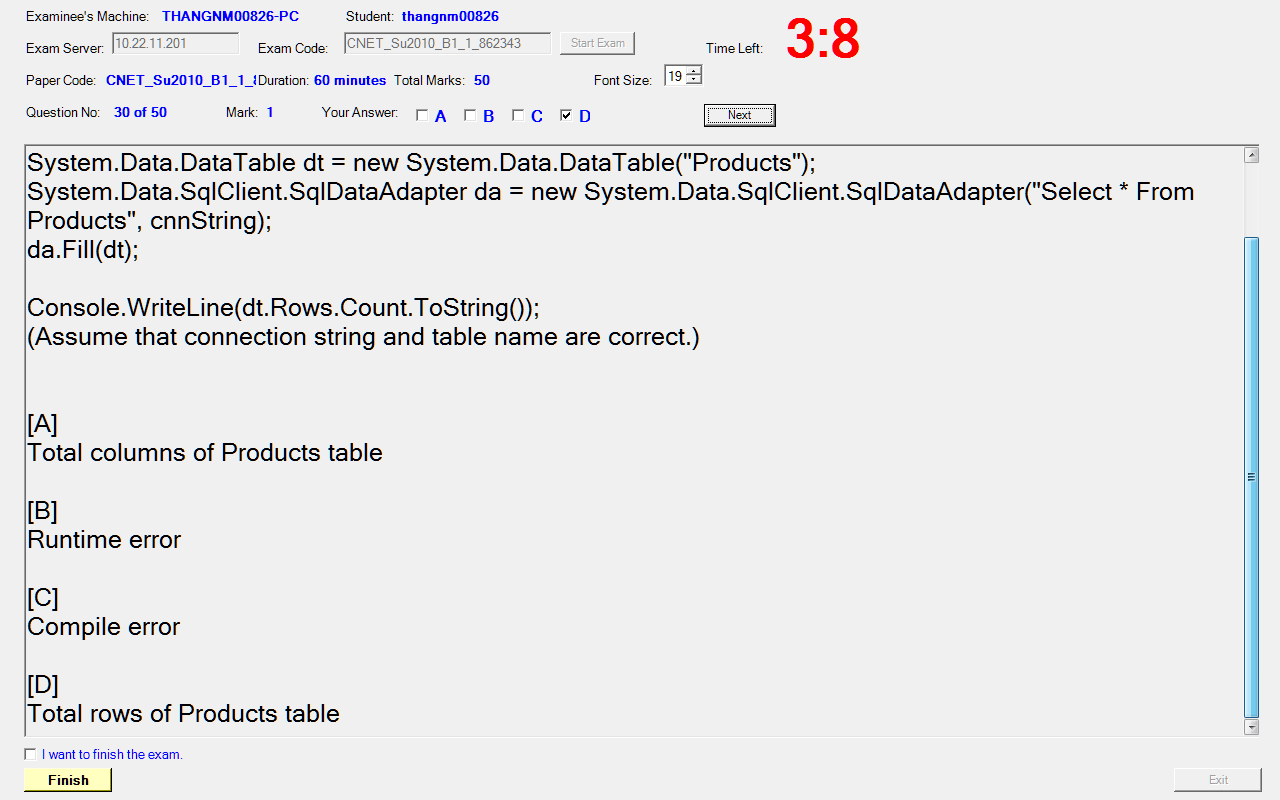 Examinee's Machine: THANGNM00826-PC Student: thangnm00826
Exam Server: 10.22.11.201 Exam Code: CNET_Su2010_B1_1_862343 Start Exam Time Left: 3:8
Paper Code: CNET_Su2010_B1_1_ Duration: 60 minutes Total Marks: 50 Font Size: 19
Question No: 30 of 50 Mark: 1 Your Answer: A B C D Next
System.Data.DataTable dt = new System.Data.DataTable("Products");
System.Data.SqlClient.SqlDataAdapter da = new System.Data.SqlClient.SqlDataAdapter("Select * From
Products", cnnString);
da.Fill(dt);
Console.WriteLine(dt.Rows.Count.ToString());
(Assume that connection string and table name are correct.)
[A]
Total columns of Products table
[B]
Runtime error
[C]
Compile error
[D]
Total rows of Products table
I want to finish the exam.
Finish Exit